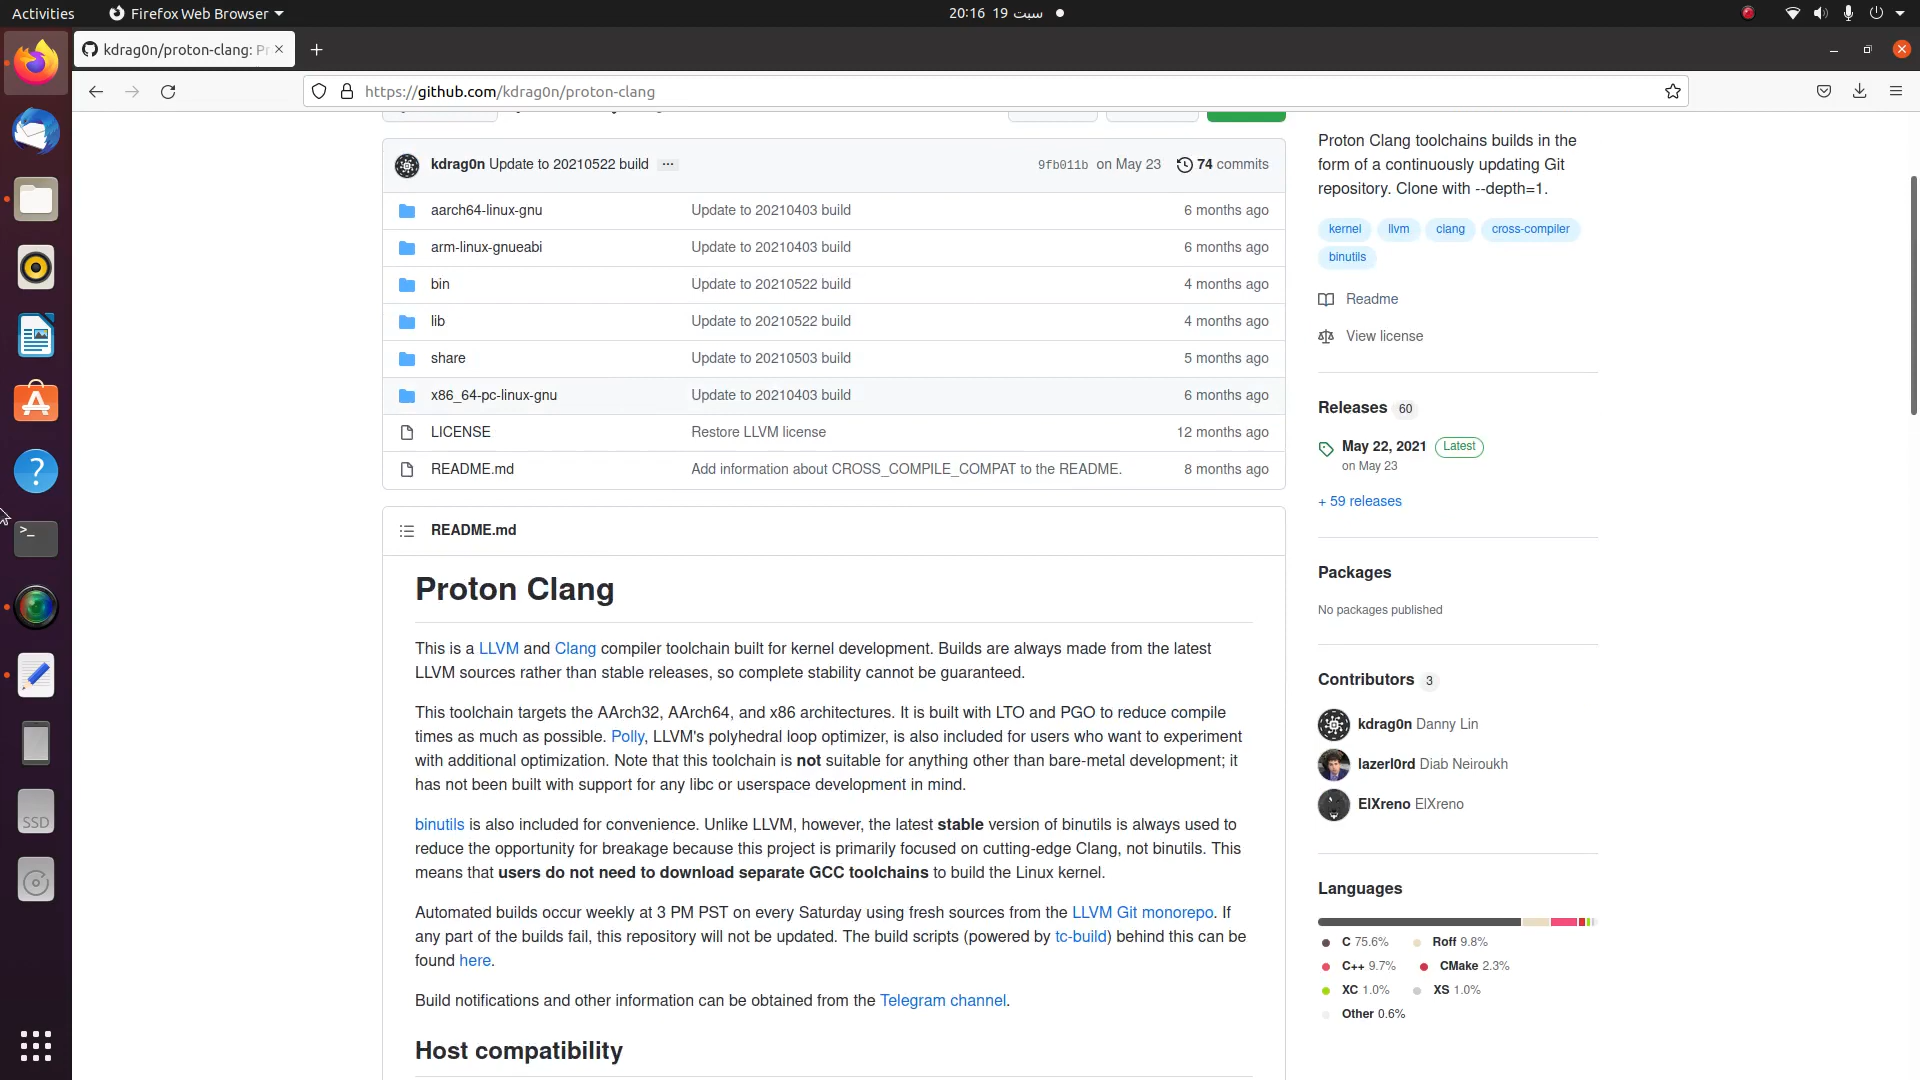 Activities
Firefox Web Browser
20:16 19 سبت
kdrag0n/proton-clang: Pr
https://github.com/kdrag0n/proton-clang
kdrag0n Update to 20210522 build ...
9fb011b on May 23 74 commits
aarch64-linux-gnu Update to 20210403 build 6 months ago
arm-linux-gnueabi Update to 20210403 build 6 months ago
bin Update to 20210522 build 4 months ago
lib Update to 20210522 build 4 months ago
share Update to 20210503 build 5 months ago
x86_64-pc-linux-gnu Update to 20210403 build 6 months ago
LICENSE Restore LLVM license 12 months ago
README.md Add information about CROSS_COMPILE_COMPAT to the README. 8 months ago
README.md
Proton Clang
This is a LLVM and Clang compiler toolchain built for kernel development. Builds are always made from the latest
LLVM sources rather than stable releases, so complete stability cannot be guaranteed.
This toolchain targets the AArch32, AArch64, and x86 architectures. It is built with LTO and PGO to reduce compile
times as much as possible. Polly, LLVM's polyhedral loop optimizer, is also included for users who want to experiment
with additional optimization. Note that this toolchain is not suitable for anything other than bare-metal development; it
has not been built with support for any libc or userspace development in mind.
binutils is also included for convenience. Unlike LLVM, however, the latest stable version of binutils is always used to
reduce the opportunity for breakage because this project is primarily focused on cutting-edge Clang, not binutils. This
means that users do not need to download separate GCC toolchains to build the Linux kernel.
Automated builds occur weekly at 3 PM PST on every Saturday using fresh sources from the LLVM Git monorepo. If
any part of the builds fail, this repository will not be updated. The build scripts (powered by tc-build) behind this can be
found here.
Build notifications and other information can be obtained from the Telegram channel.
Host compatibility
Proton Clang toolchains builds in the
form of a continuously updating Git
repository. Clone with --depth=1.
kernel llvm clang cross-compiler
binutils
Readme
View license
Releases 60
May 22, 2021 Latest
on May 23
+ 59 releases
Packages
No packages published
Contributors 3
kdrag0n Danny Lin
lazerl0rd Diab Neiroukh
ElXreno ElXreno
Languages
C 75.6% Roff 9.8%
C++ 9.7% CMake 2.3%
XC 1.0% XS 1.0%
Other 0.6%
SSD